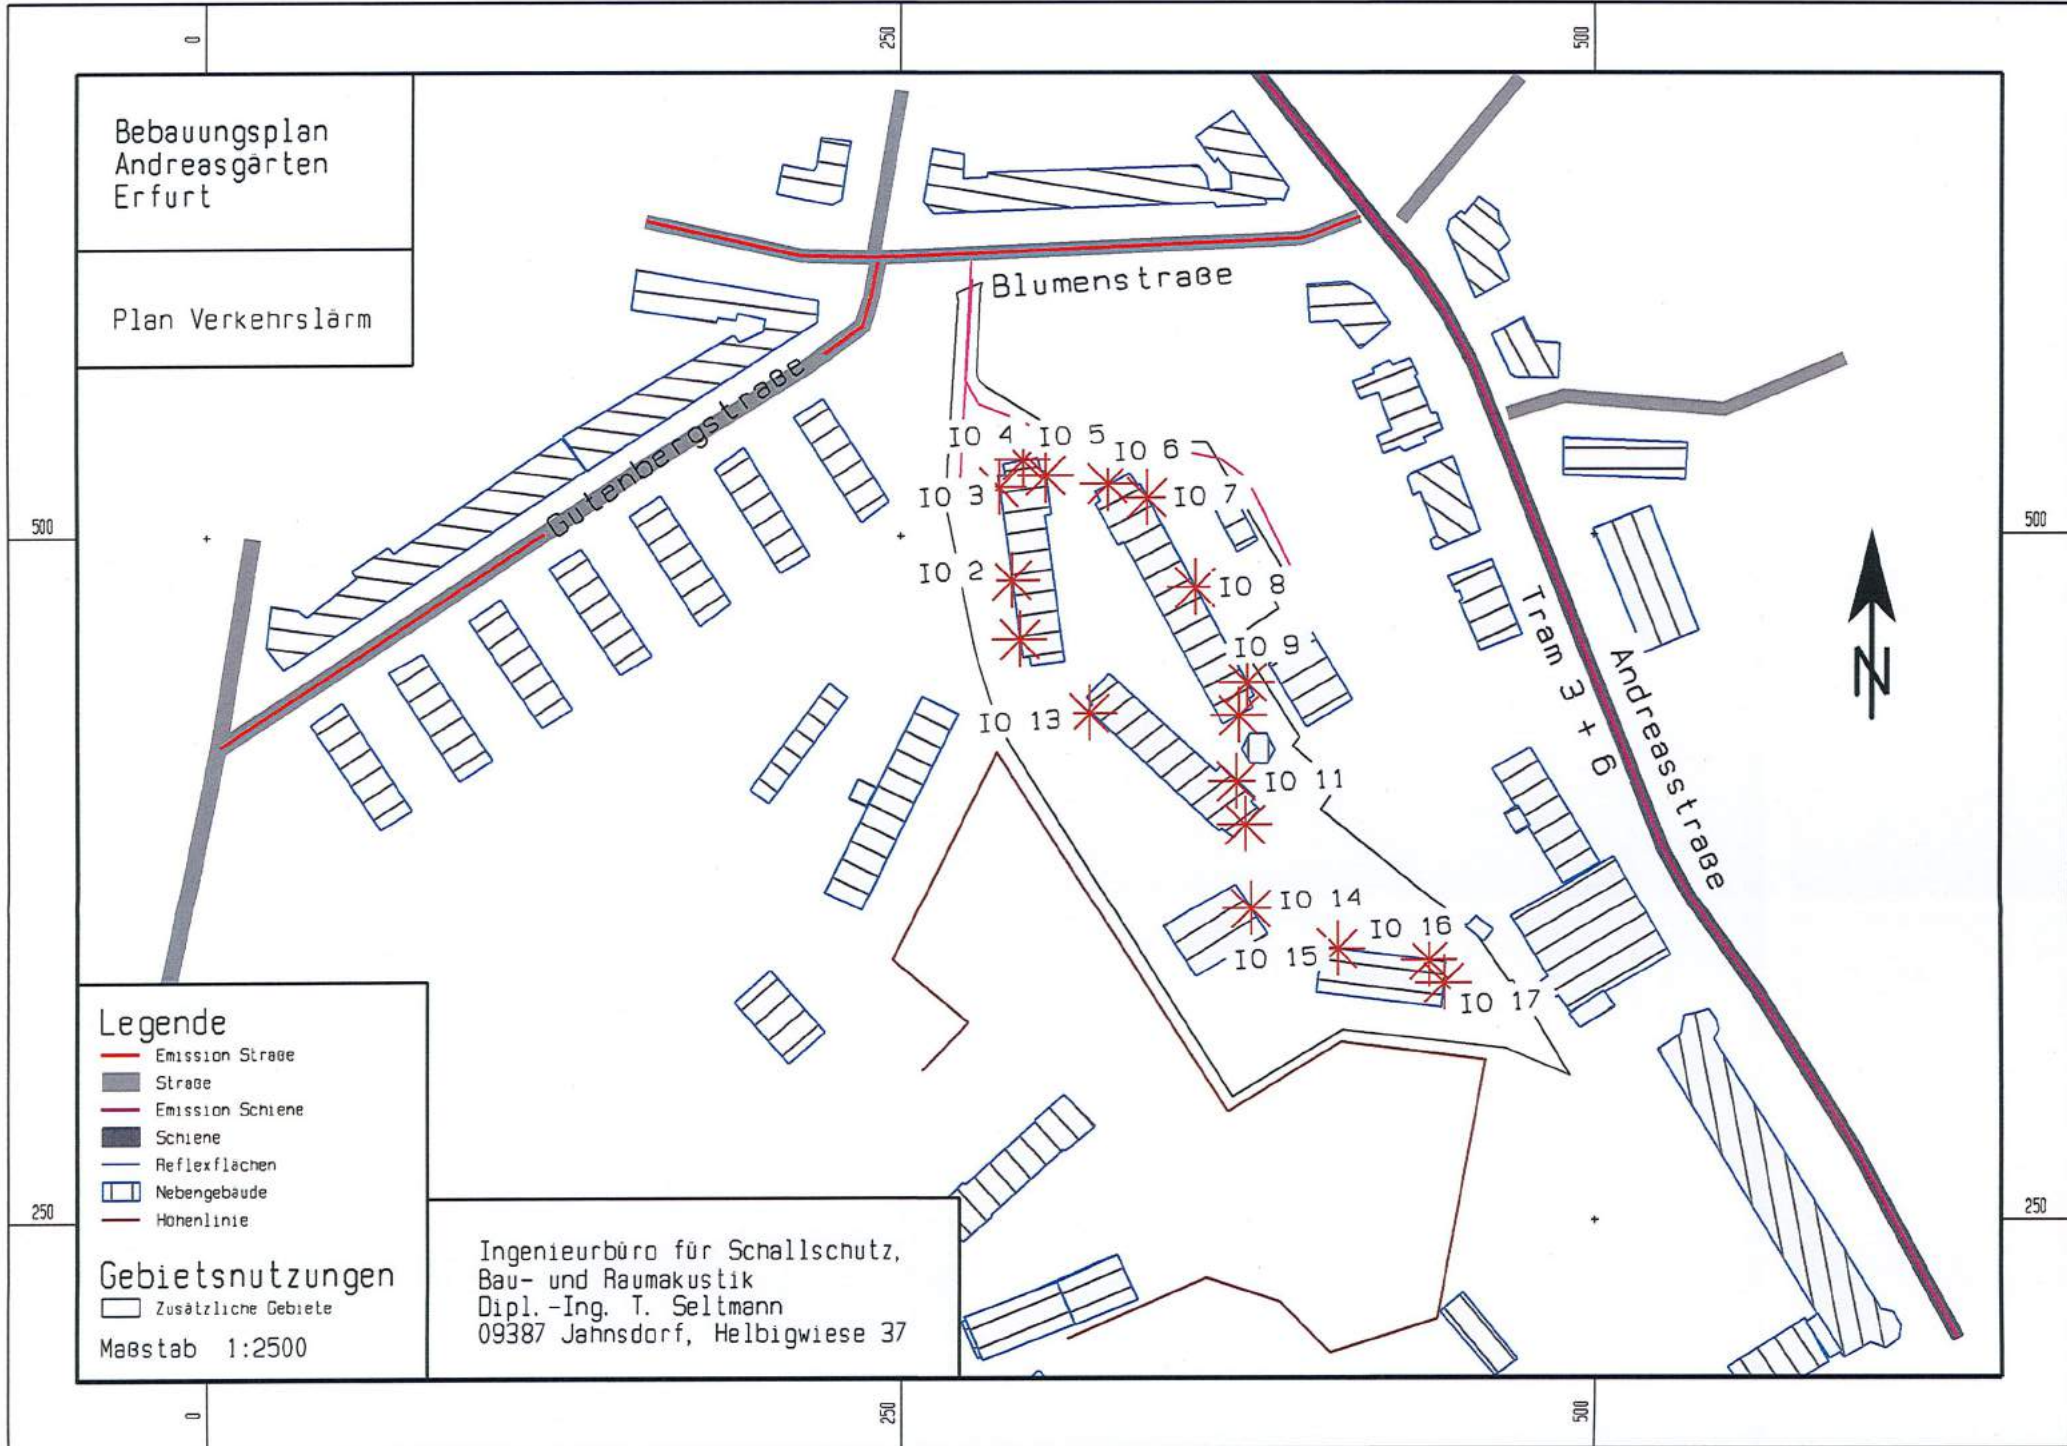 0
250
500
Bebauungsplan
Andreasgärten
Erfurt
Plan Verkehrslärm
Blumenstraße
Gutenbergstraße
IO 4
IO 5
IO 6
IO 3
IO 7
500
500
IO 2
IO 8
IO 9
Tram 3 + 6
Andreasstraße
N
IO 13
IO 11
IO 14
IO 16
IO 15
IO 17
Legende
Emission Straße
Straße
Emission Schiene
Schiene
Reflexflächen
Nebengebäude
Höhenlinie
250
250
Gebietsnutzungen
Zusätzliche Gebiete
Maßstab 1:2500
Ingenieurbüro für Schallschutz,
Bau- und Raumakustik
Dipl.-Ing. T. Seltmann
09387 Jahnsdorf, Helbigwiese 37
0
250
500